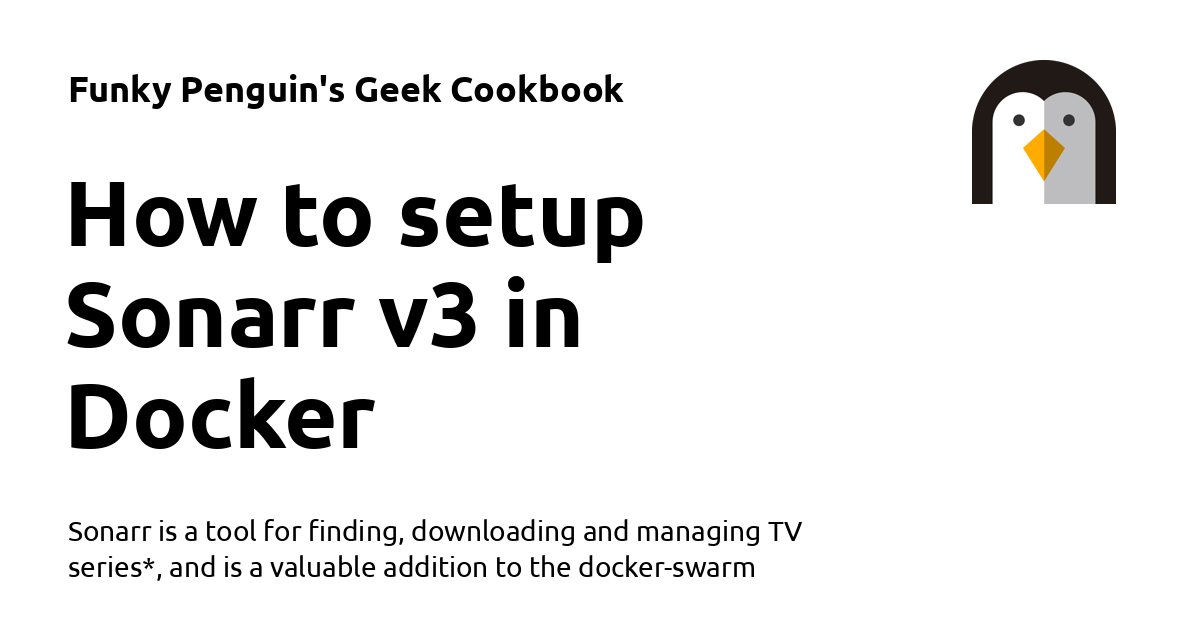 Funky Penguin's Geek Cookbook
How to setup
Sonarr v3 in
Docker
Sonarr is a tool for finding, downloading and managing TV
series*, and is a valuable addition to the docker-swarm